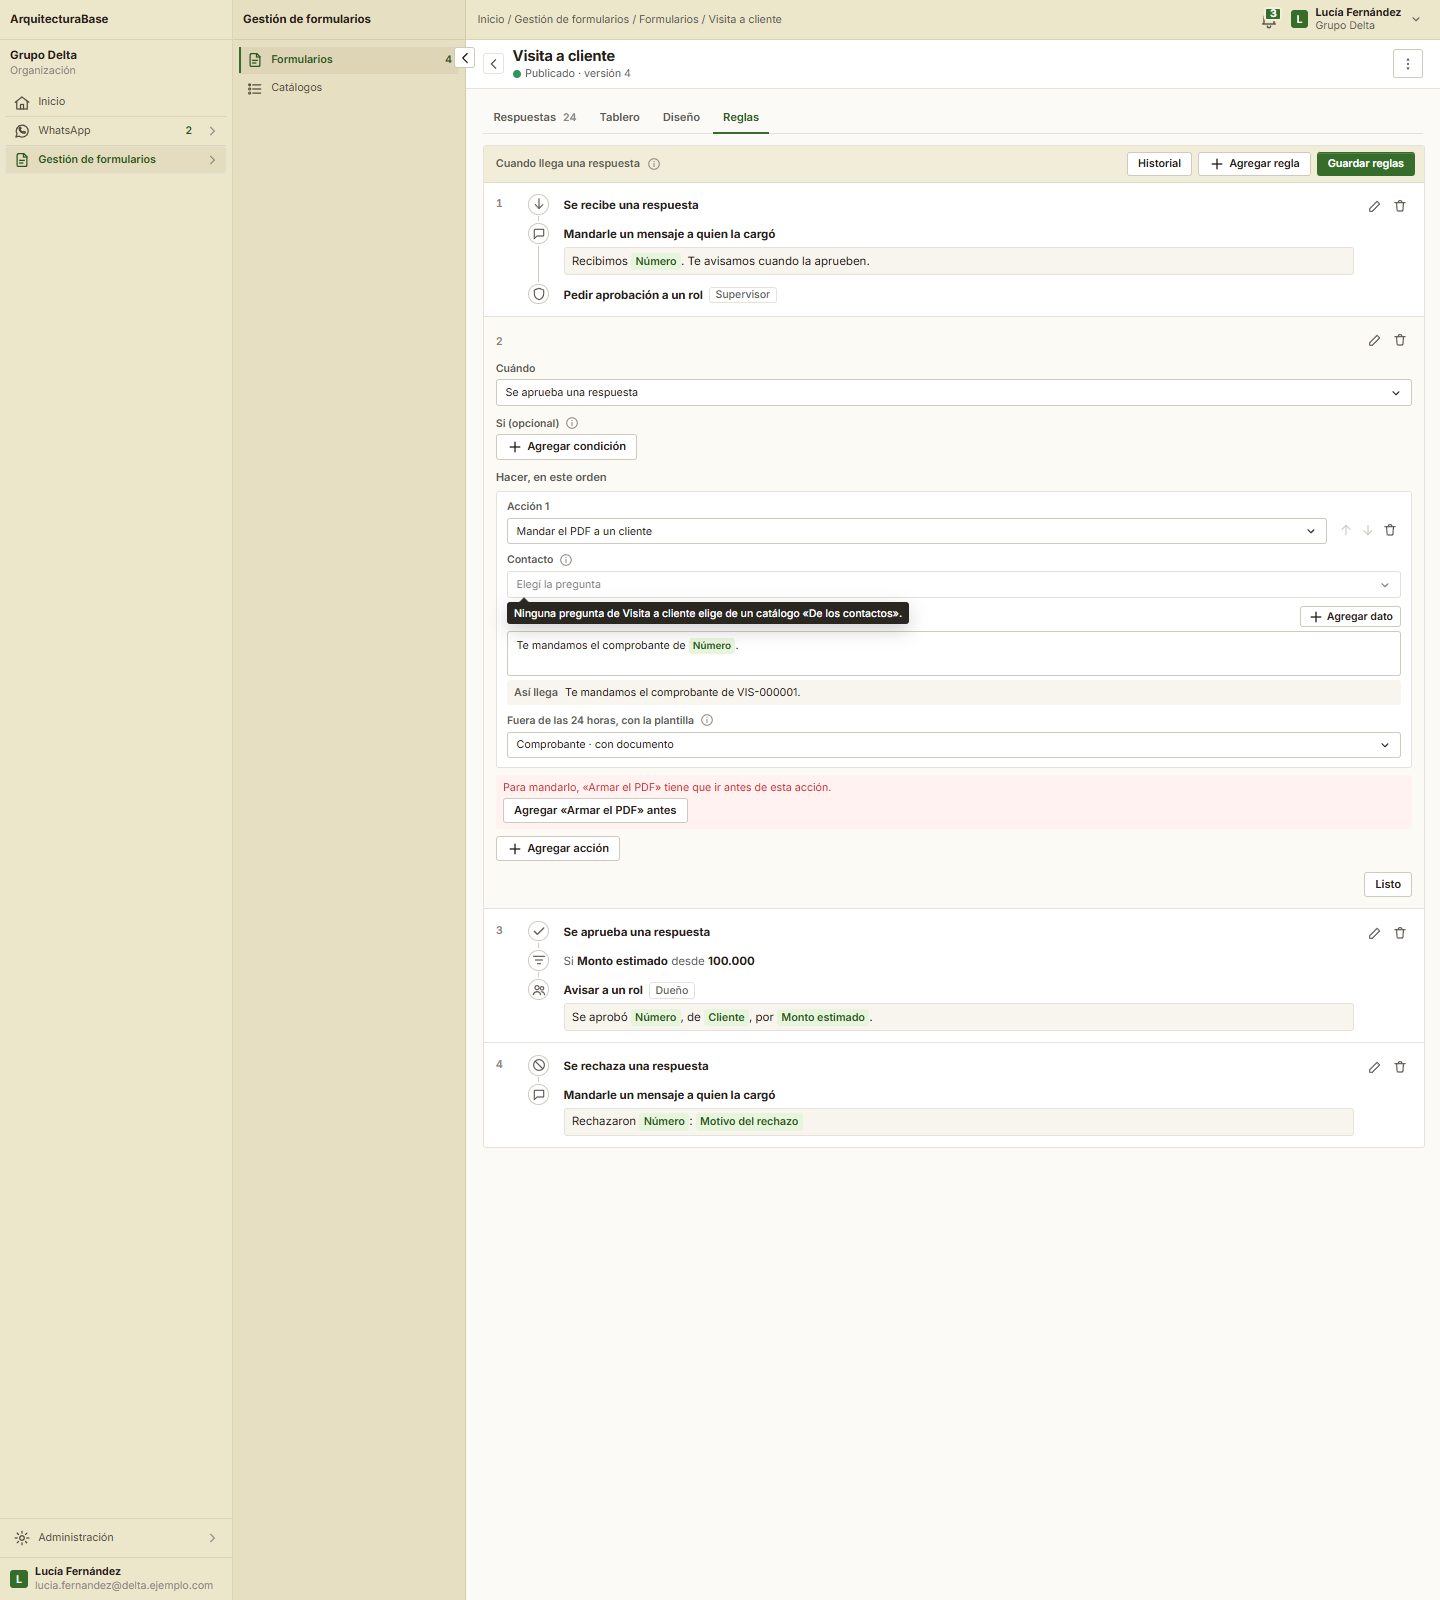 ArquitecturaBase
Grupo Delta
Organización
Inicio
WhatsApp 2
Gestión de formularios
Administración
L Lucía Fernández
lucia.fernandez@delta.ejemplo.com
Gestión de formularios
Formularios 4
Catálogos
Inicio / Gestión de formularios / Formularios / Visita a cliente
3
L Lucía Fernández
Grupo Delta
Visita a cliente
Publicado · versión 4
Respuestas 24 Tablero Diseño Reglas
Cuando llega una respuesta Historial Agregar regla Guardar reglas
1 Se recibe una respuesta
Mandarle un mensaje a quien la cargó
Recibimos Número. Te avisamos cuando la aprueben.
Pedir aprobación a un rol Supervisor
2
Cuándo
Se aprueba una respuesta
Si (opcional)
Agregar condición
Hacer, en este orden
Acción 1
Mandar el PDF a un cliente
Contacto
Elegí la pregunta
Ninguna pregunta de Visita a cliente elige de un catálogo «De los contactos».
Agregar dato
Te mandamos el comprobante de Número.
Así llega Te mandamos el comprobante de VIS-000001.
Fuera de las 24 horas, con la plantilla
Comprobante · con documento
Para mandarlo, «Armar el PDF» tiene que ir antes de esta acción.
Agregar «Armar el PDF» antes
Agregar acción
Listo
3 Se aprueba una respuesta
Si Monto estimado desde 100.000
Avisar a un rol Dueño
Se aprobó Número, de Cliente, por Monto estimado.
4 Se rechaza una respuesta
Mandarle un mensaje a quien la cargó
Rechazaron Número: Motivo del rechazo